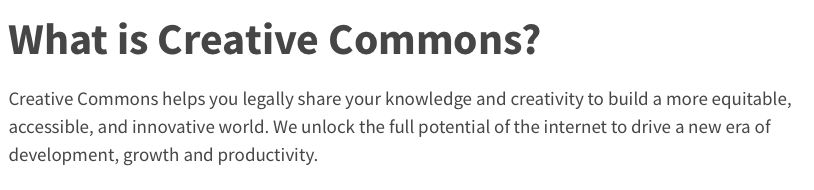 What is Creative Commons?
Creative Commons helps you legally share your knowledge and creativity to build a more equitable,
accessible, and innovative world. We unlock the full potential of the internet to drive a new era of
development, growth and productivity.